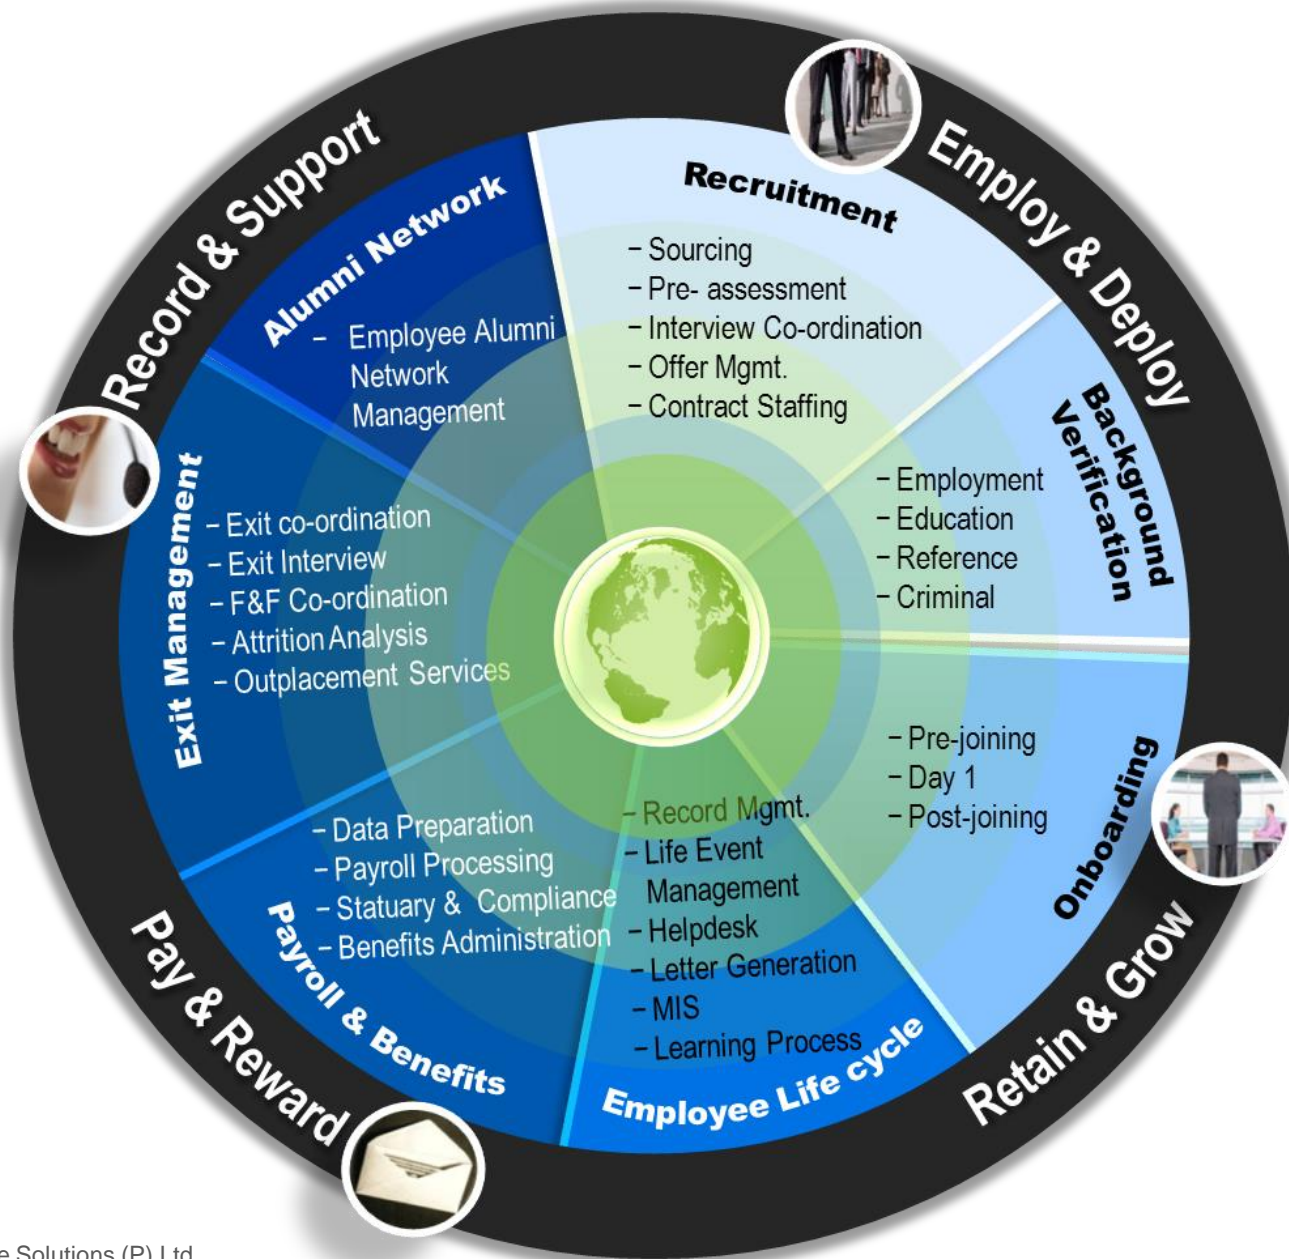 Record & Support
Employ & Deploy
Retain & Grow
Pay & Reward
Recruitment
– Sourcing
– Pre- assessment
– Interview Co-ordination
– Offer Mgmt.
– Contract Staffing
Background
Verification
– Employment
– Education
– Reference
– Criminal
Onboarding
– Pre-joining
– Day 1
– Post-joining
Employee Life cycle
– Record Mgmt.
– Life Event
Management
– Helpdesk
– Letter Generation
– MIS
– Learning Process
Payroll & Benefits
– Data Preparation
– Payroll Processing
– Statuary & Compliance
– Benefits Administration
Exit Management
– Exit co-ordination
– Exit Interview
– F&F Co-ordination
– Attrition Analysis
– Outplacement Services
Alumni Network
– Employee Alumni
Network
Management
Solutions (P) Ltd